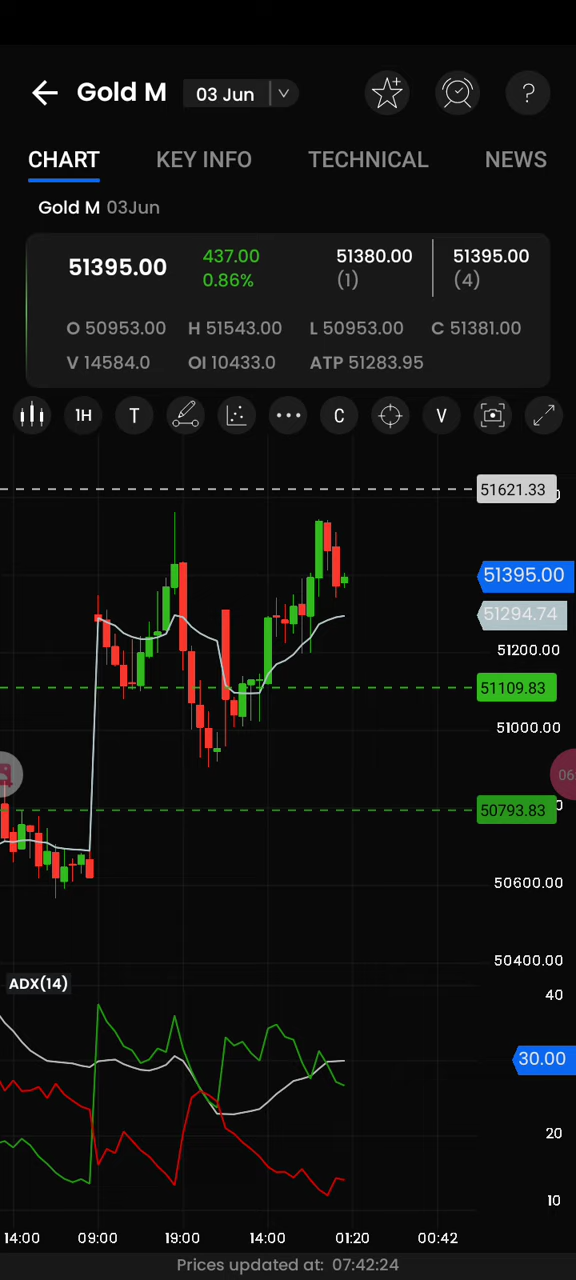 Gold M 03 Jun ?
CHART KEY INFO TECHNICAL NEWS
Gold M 03Jun
51395.00 437.00 0.86% 51380.00 (1) 51395.00 (4)
O 50953.00 H 51543.00 L 50953.00 C 51381.00
V 14584.0 OI 10433.0 ATP 51283.95
1H T C V
51621.33
51395.00
51294.74
51200.00
51109.83
51000.00
50793.83
50600.00
50400.00
ADX(14)
40
30.00
20
10
14:00 09:00 19:00 14:00 01:20 00:42
Prices updated at: 07:42:24